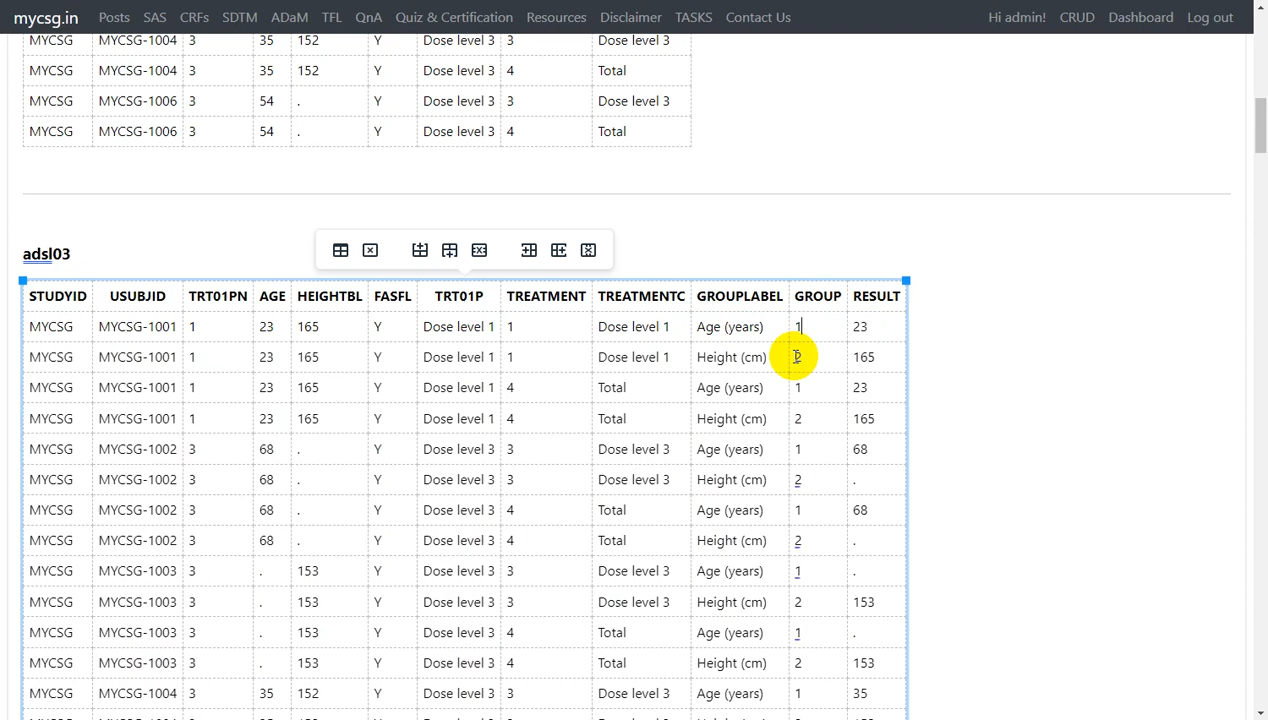 mycsg.in Posts SAS CRFs SDTM ADaM TFL QnA Quiz & Certification Resources Disclaimer TASKS Contact Us Hi admin! CRUD Dashboard Log out
MYCSG MYCSG-1004 3 35 152 Y Dose level 3 3 Dose level 3
MYCSG MYCSG-1004 3 35 152 Y Dose level 3 4 Total
MYCSG MYCSG-1006 3 54 . Y Dose level 3 3 Dose level 3
MYCSG MYCSG-1006 3 54 . Y Dose level 3 4 Total
adsl03
STUDYID USUBJID TRT01PN AGE HEIGHTBL FASFL TRT01P TREATMENT TREATMENTC GROUPLABEL GROUP RESULT
MYCSG MYCSG-1001 1 23 165 Y Dose level 1 1 Dose level 1 Age (years) 1 23
MYCSG MYCSG-1001 1 23 165 Y Dose level 1 1 Dose level 1 Height (cm) 2 165
MYCSG MYCSG-1001 1 23 165 Y Dose level 1 4 Total Age (years) 1 23
MYCSG MYCSG-1001 1 23 165 Y Dose level 1 4 Total Height (cm) 2 165
MYCSG MYCSG-1002 3 68 . Y Dose level 3 3 Dose level 3 Age (years) 1 68
MYCSG MYCSG-1002 3 68 . Y Dose level 3 3 Dose level 3 Height (cm) 2 .
MYCSG MYCSG-1002 3 68 . Y Dose level 3 4 Total Age (years) 1 68
MYCSG MYCSG-1002 3 68 . Y Dose level 3 4 Total Height (cm) 2 .
MYCSG MYCSG-1003 3 . 153 Y Dose level 3 3 Dose level 3 Age (years) 1 .
MYCSG MYCSG-1003 3 . 153 Y Dose level 3 3 Dose level 3 Height (cm) 2 153
MYCSG MYCSG-1003 3 . 153 Y Dose level 3 4 Total Age (years) 1 .
MYCSG MYCSG-1003 3 . 153 Y Dose level 3 4 Total Height (cm) 2 153
MYCSG MYCSG-1004 3 35 152 Y Dose level 3 3 Dose level 3 Age (years) 1 35